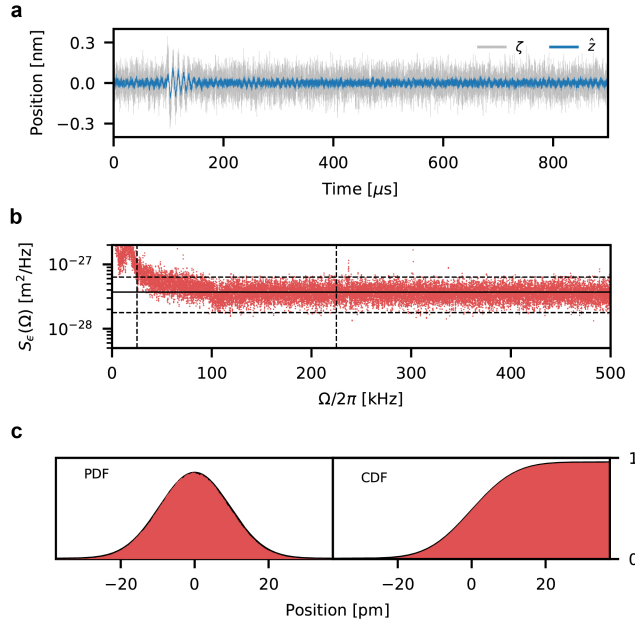 a
0.3
0.0
−0.3
Position [nm]
ζ
ẑ
0
200
400
600
800
Time [μs]
b
10⁻²⁷
10⁻²⁸
S_ϵ(Ω) [m²/Hz]
0
100
200
300
400
500
Ω/2π [kHz]
c
PDF
CDF
1
0
−20
0
20
−20
0
20
Position [pm]